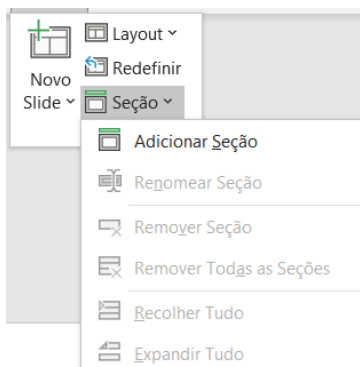 Novo
Slide
Layout
Redefinir
Seção
Adicionar Seção
Renomear Seção
Remover Seção
Remover Todas as Seções
Recolher Tudo
Expandir Tudo